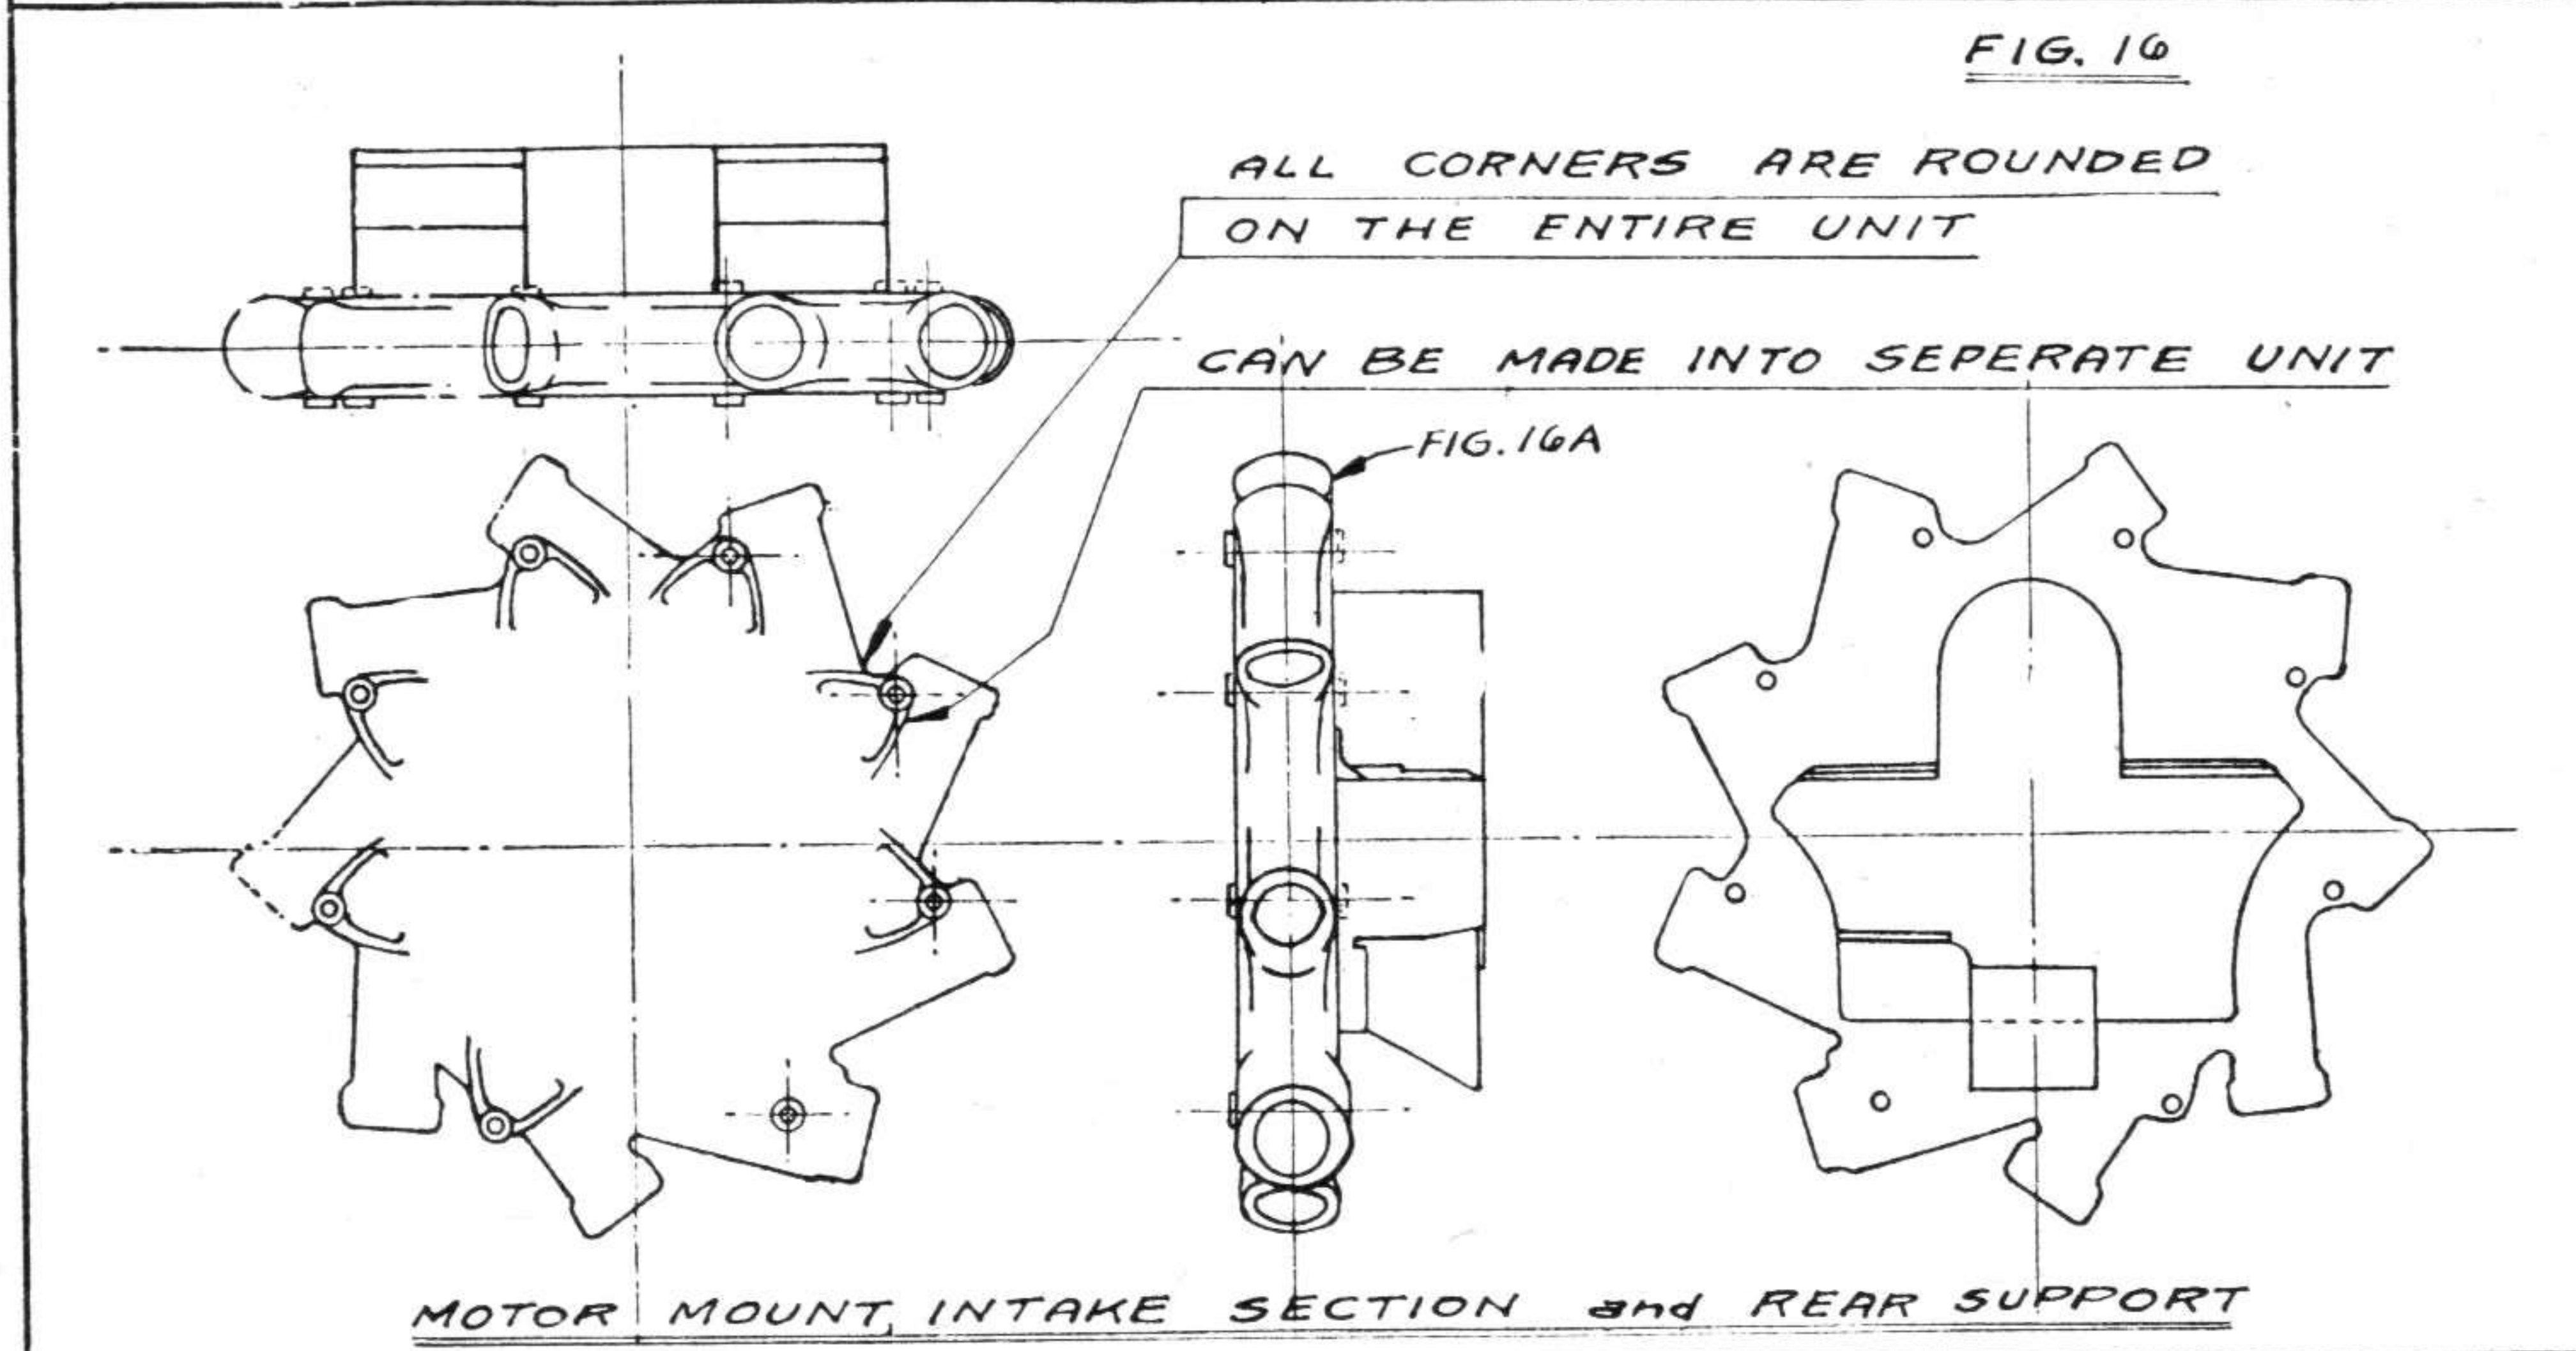 FIG. 16
ALL CORNERS ARE ROUNDED
ON THE ENTIRE UNIT
CAN BE MADE INTO SEPERATE UNIT
FIG. 16A
MOTOR MOUNT, INTAKE SECTION and REAR SUPPORT